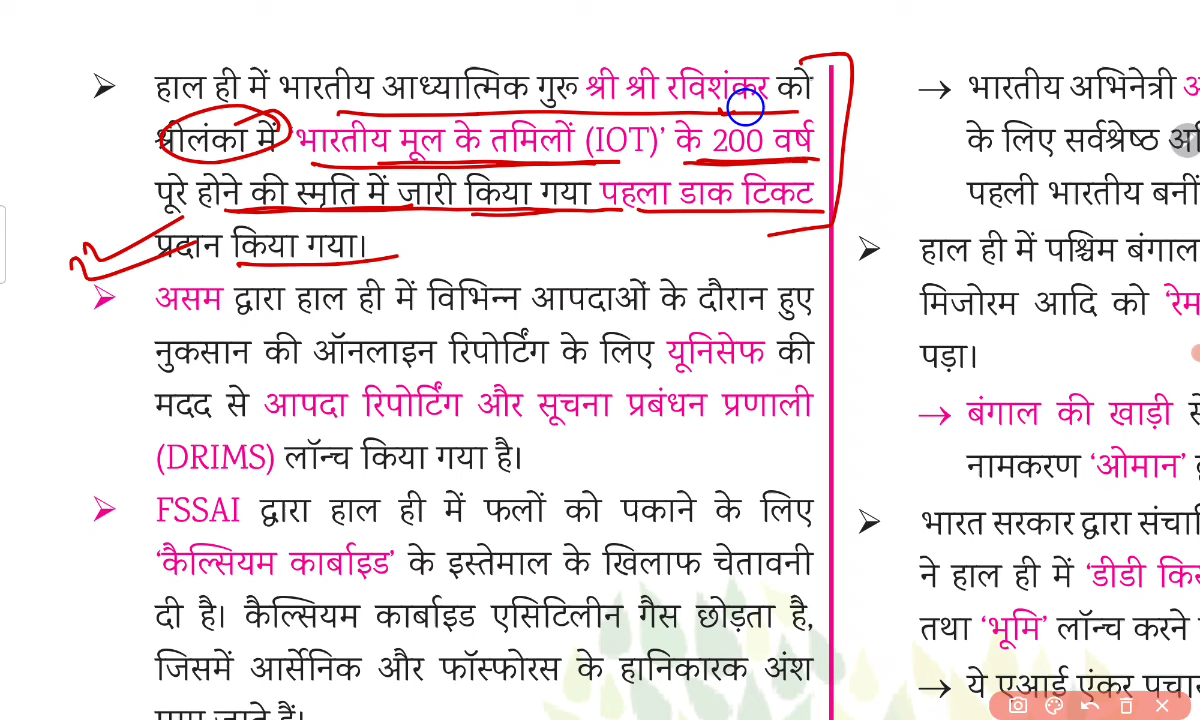 हाल ही में भारतीय आध्यात्मिक गुरू श्री श्री रविशंकर को
श्रीलंका में भारतीय मूल के तमिलों (IOT)’ के 200 वर्ष
पूरे होने की स्मृति में जारी किया गया पहला डाक टिकट
प्रदान किया गया।
असम द्वारा हाल ही में विभिन्न आपदाओं के दौरान हुए
नुकसान की ऑनलाइन रिपोर्टिंग के लिए यूनिसेफ की
मदद से आपदा रिपोर्टिंग और सूचना प्रबंधन प्रणाली
(DRIMS) लॉन्च किया गया है।
FSSAI द्वारा हाल ही में फलों को पकाने के लिए
‘कैल्सियम कार्बाइड’ के इस्तेमाल के खिलाफ चेतावनी
दी है। कैल्सियम कार्बाइड एसिटिलीन गैस छोड़ता है,
जिसमें आर्सेनिक और फॉस्फोरस के हानिकारक अंश
→ भारतीय अभिनेत्री
के लिए सर्वश्रेष्ठ
पहली भारतीय बनीं
हाल ही में पश्चिम बंगाल
मिजोरम आदि को
पड़ा।
→ बंगाल की खाड़ी
नामकरण ‘ओमान’
भारत सरकार द्वारा
ने हाल ही में ‘डीडी
तथा ‘भूमि’ लॉन्च करने
→ ये एआई एंकर